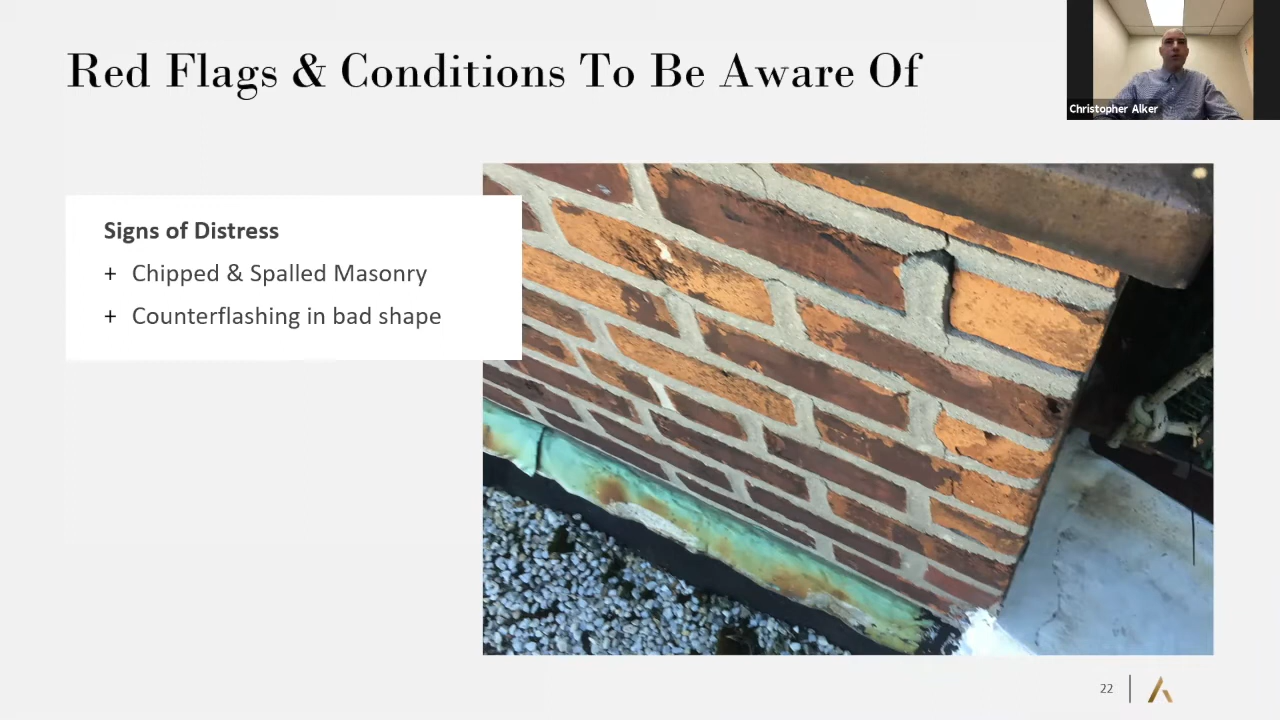 Red Flags & Conditions To Be Aware Of
Christopher Alker
Signs of Distress
+ Chipped & Spalled Masonry
+ Counterflashing in bad shape
22